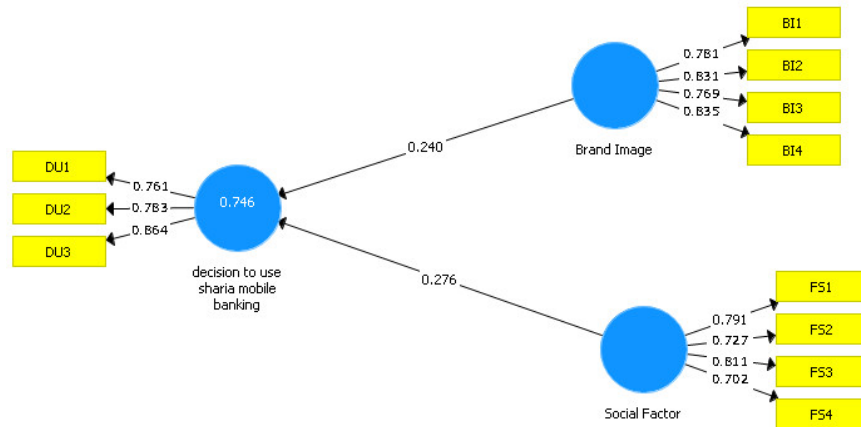 BI1
0.781
BI2
0.831
0.769
BI3
0.835
BI4
Brand Image
0.240
DU1
0.761
DU2
0.783
0.746
DU3
0.864
decision to use
sharia mobile
banking
0.276
FS1
0.791
FS2
0.727
0.811
FS3
0.702
FS4
Social Factor